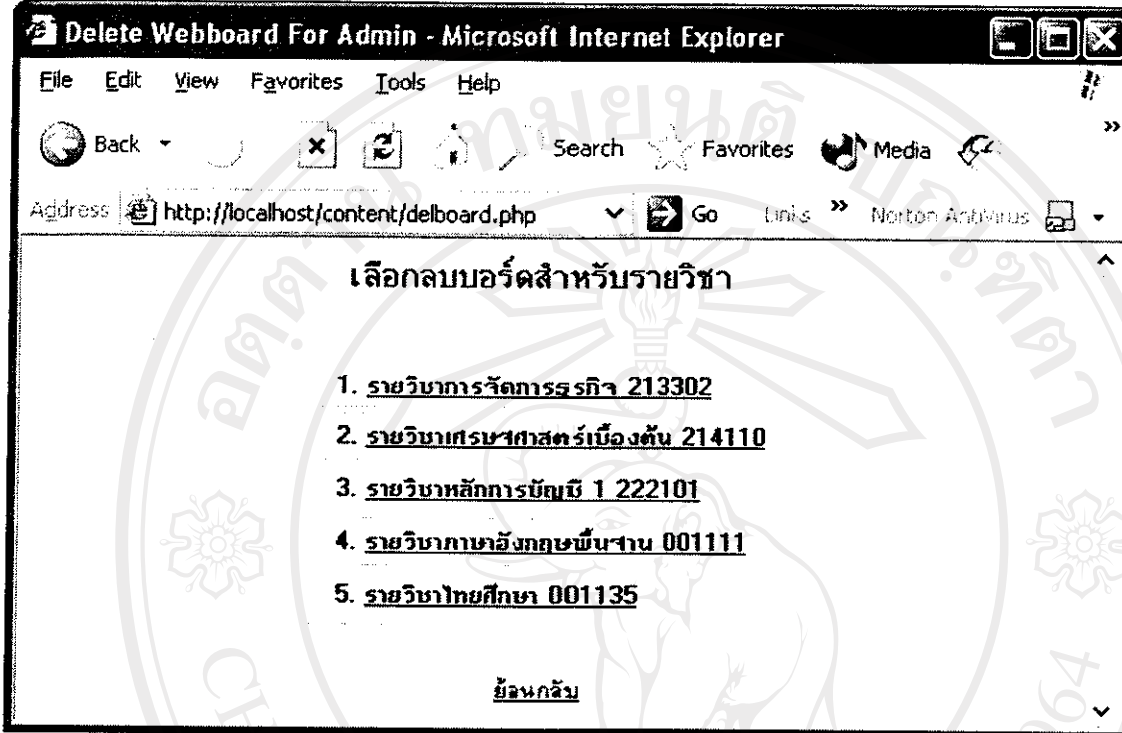 Delete Webboard For Admin - Microsoft Internet Explorer
File Edit View Favorites Tools Help
Back Search Favorites Media »
Address http://localhost/content/delboard.php Go Links » Norton AntiVirus
เลือกลบบอร์ดสำหรับรายวิชา
1. รายวิชาการจัดการธุรกิจ 213302
2. รายวิชาเศรษฐศาสตร์เบื้องต้น 214110
3. รายวิชาหลักการบัญชี 1 222101
4. รายวิชาภาษาอังกฤษพื้นฐาน 001111
5. รายวิชาไทยศึกษา 001135
ย้อนกลับ